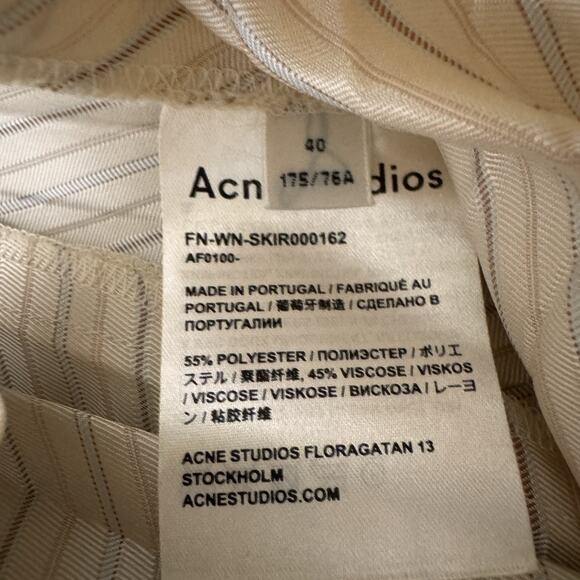 40
175/76A
Acn dios
FN-WN-SKIR000162
AF0100-
MADE IN PORTUGAL / FABRIQUÉ AU
PORTUGAL / 葡萄牙制造 / СДЕЛАНО В
ПОРТУГАЛИИ
55% POLYESTER / ПОЛИЭСТЕР / ポリエ
ステル / 聚酯纤维, 45% VISCOSE / VISKOS
/ VISCOSE / VISKOSE / ВИСКОЗА / レーヨ
ン / 粘胶纤维
ACNE STUDIOS FLORAGATAN 13
STOCKHOLM
ACNESTUDIOS.COM